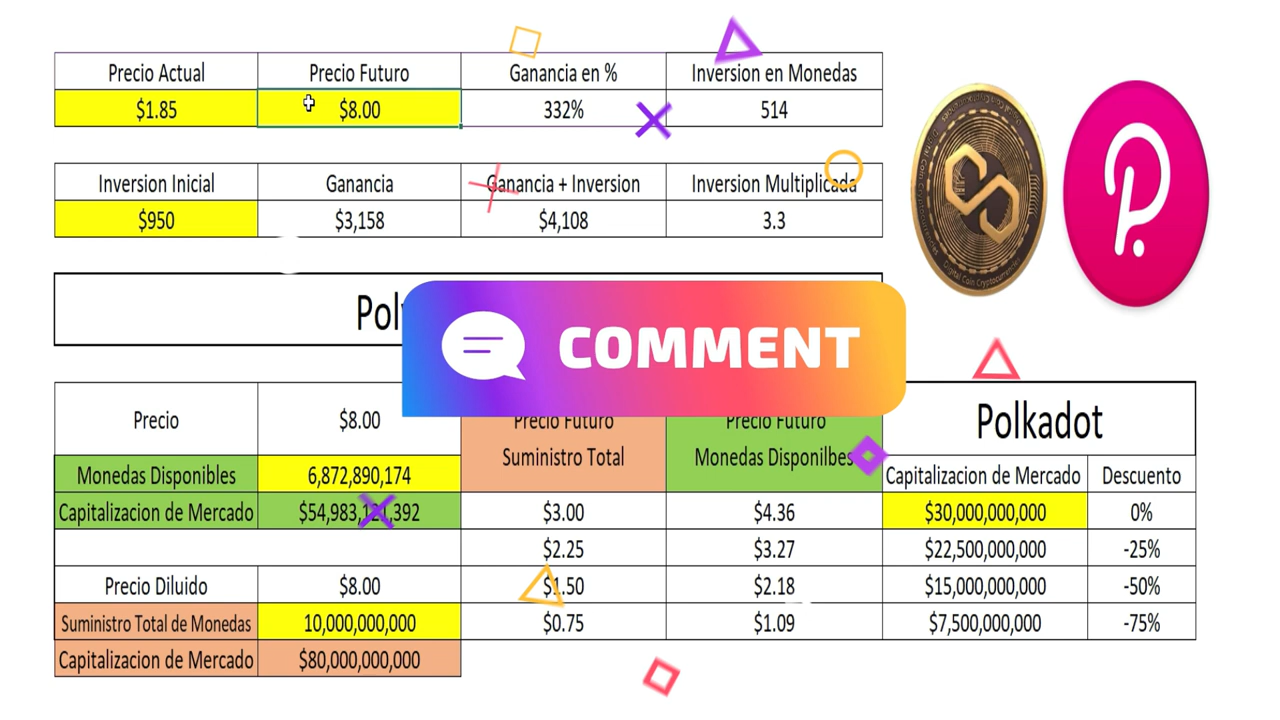 Precio Actual Precio Futuro Ganancia en % Inversion en Monedas
$1.85 $8.00 332% 514
Inversion Inicial Ganancia Ganancia + Inversion Inversion Multiplicada
$950 $3,158 $4,108 3.3
COMMENT
Precio $8.00 Precio Futuro Suministro Total Precio Futuro Monedas Disponilbes Polkadot
Monedas Disponibles 6,872,890,174 Capitalizacion de Mercado Descuento
Capitalizacion de Mercado $54,983,121,392 $3.00 $4.36 $30,000,000,000 0%
$2.25 $3.27 $22,500,000,000 -25%
Precio Diluido $8.00 $1.50 $2.18 $15,000,000,000 -50%
Suministro Total de Monedas 10,000,000,000 $0.75 $1.09 $7,500,000,000 -75%
Capitalizacion de Mercado $80,000,000,000